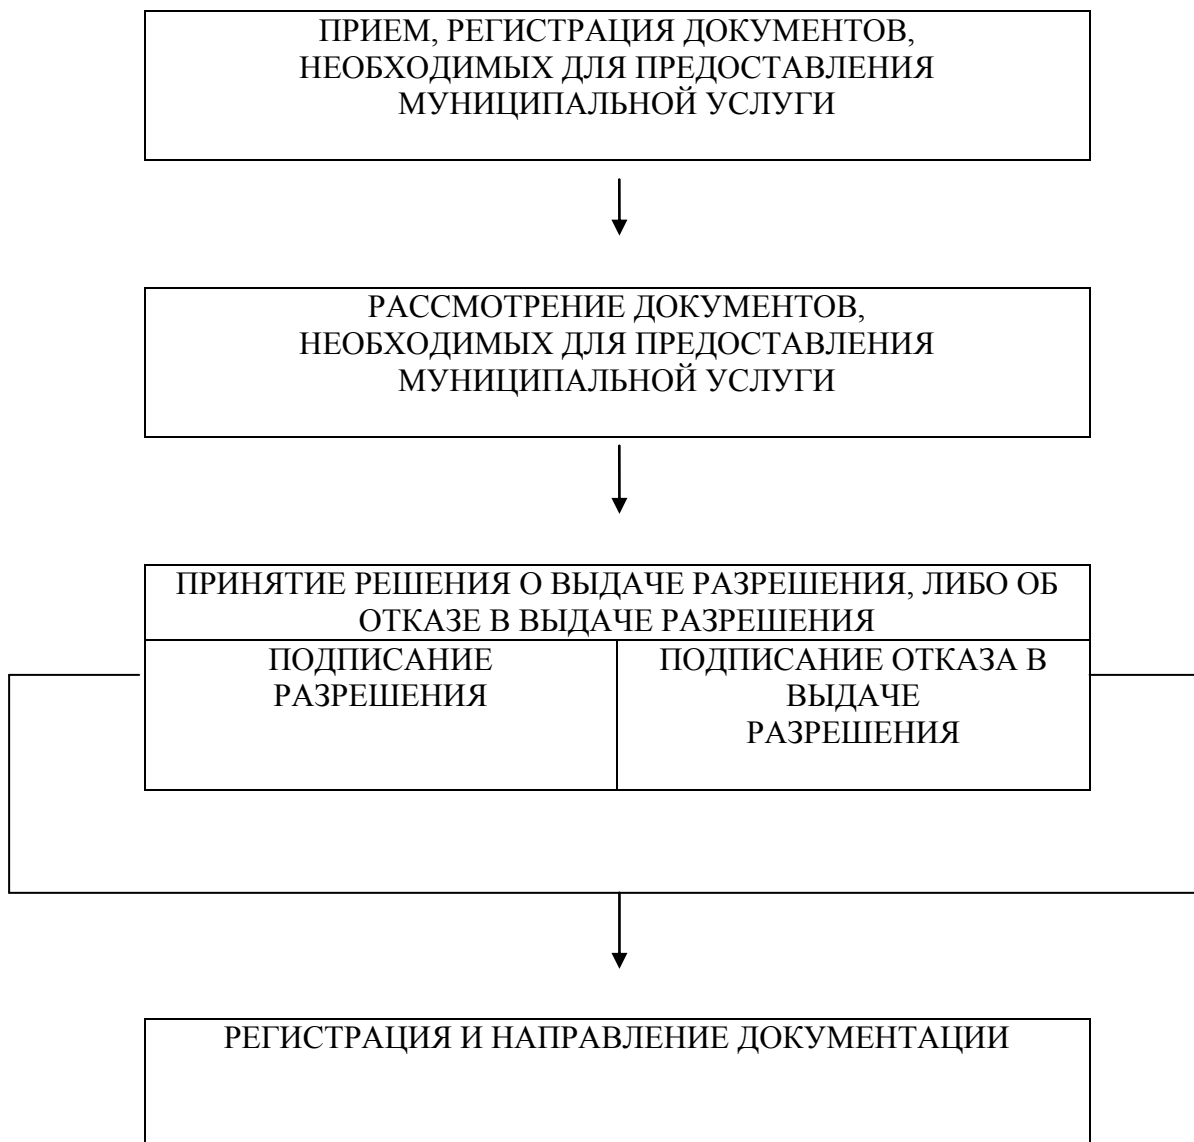 ПРИЕМ, РЕГИСТРАЦИЯ ДОКУМЕНТОВ,
НЕОБХОДИМЫХ ДЛЯ ПРЕДОСТАВЛЕНИЯ
МУНИЦИПАЛЬНОЙ УСЛУГИ
РАССМОТРЕНИЕ ДОКУМЕНТОВ,
НЕОБХОДИМЫХ ДЛЯ ПРЕДОСТАВЛЕНИЯ
МУНИЦИПАЛЬНОЙ УСЛУГИ
ПРИНЯТИЕ РЕШЕНИЯ О ВЫДАЧЕ РАЗРЕШЕНИЯ, ЛИБО ОБ
ОТКАЗЕ В ВЫДАЧЕ РАЗРЕШЕНИЯ
ПОДПИСАНИЕ
РАЗРЕШЕНИЯ
ПОДПИСАНИЕ ОТКАЗА В
ВЫДАЧЕ
РАЗРЕШЕНИЯ
РЕГИСТРАЦИЯ И НАПРАВЛЕНИЕ ДОКУМЕНТАЦИИ